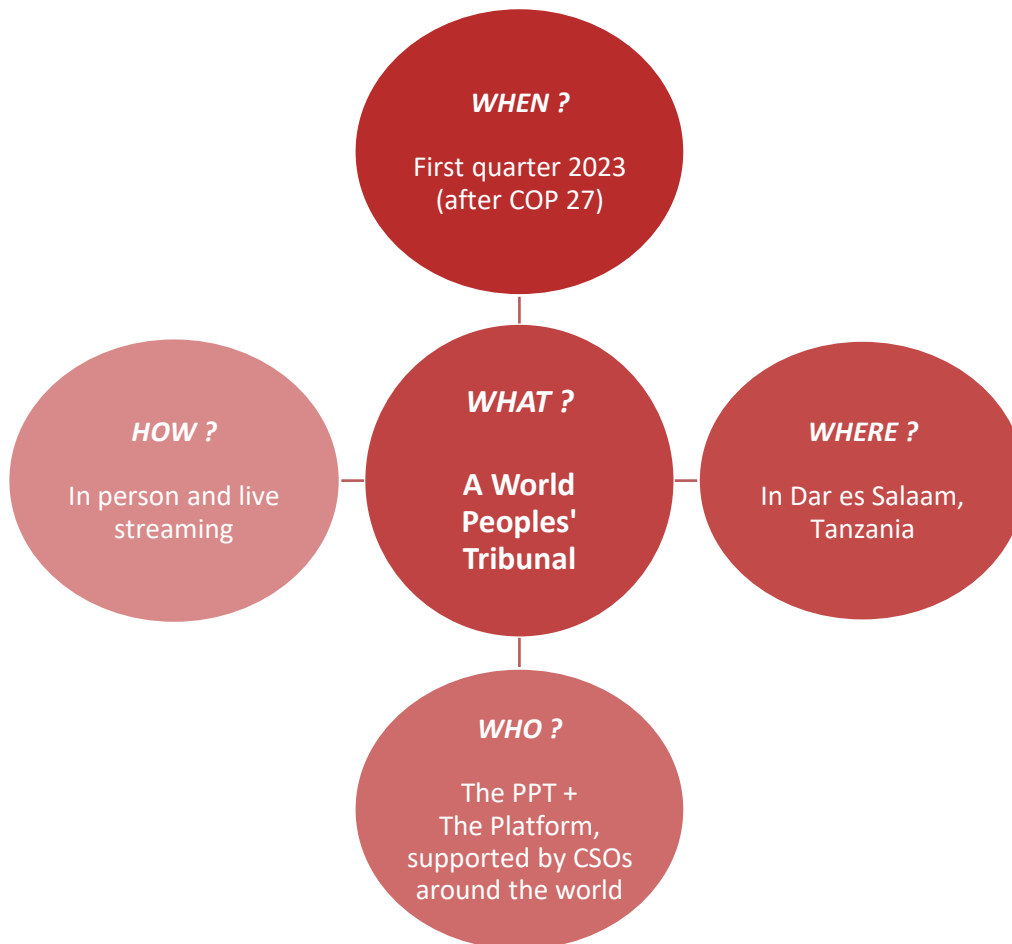 WHEN ?
First quarter 2023
(after COP 27)
HOW ?
In person and live
streaming
WHAT ?
A World
Peoples'
Tribunal
WHERE ?
In Dar es Salaam,
Tanzania
WHO ?
The PPT +
The Platform,
supported by CSOs
around the world